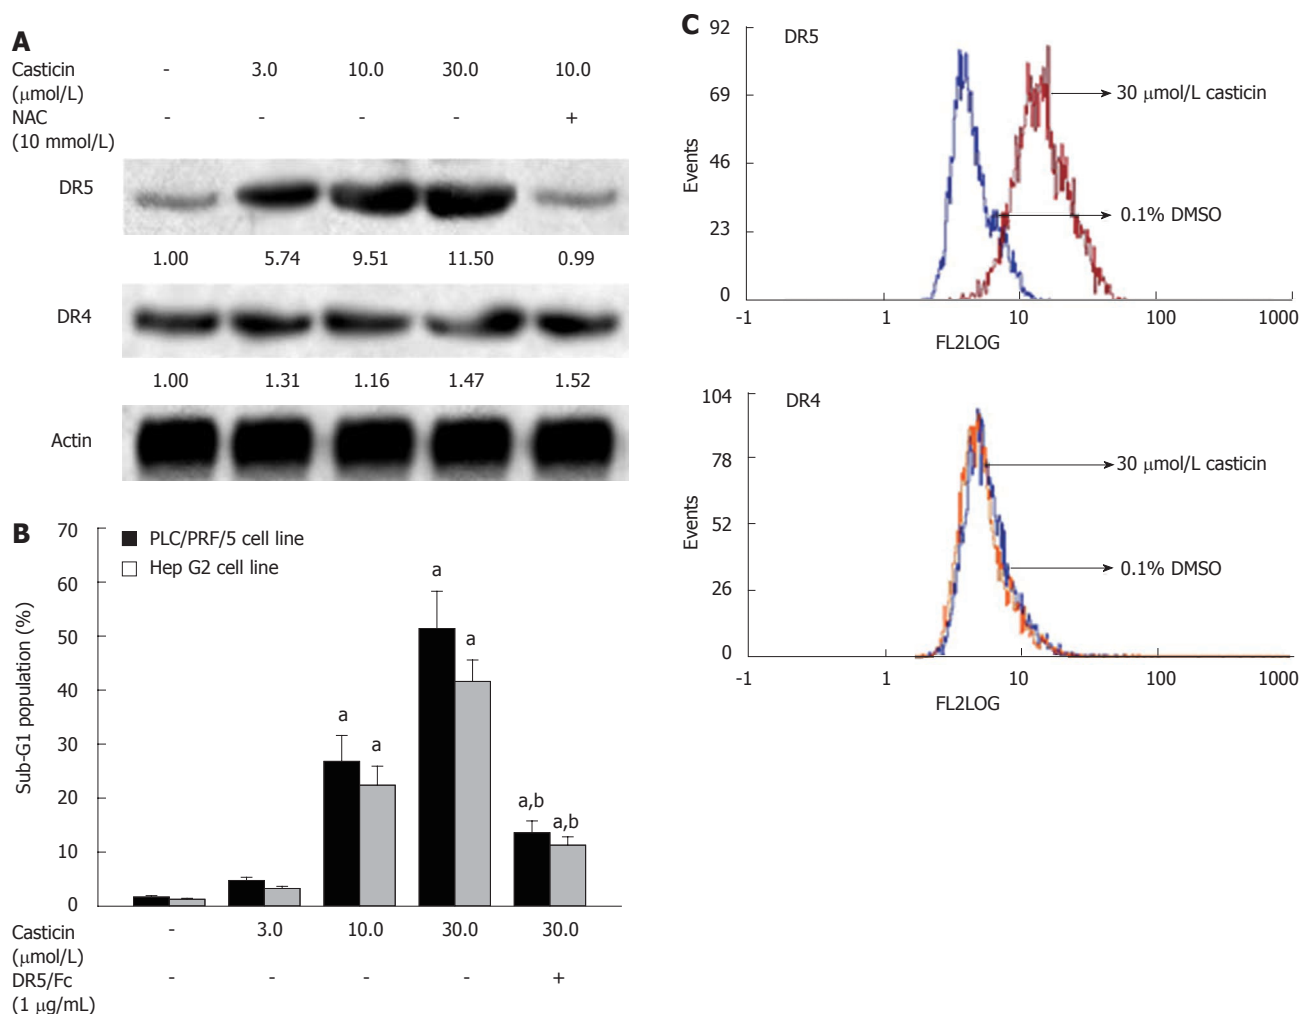 A
Casticin - 3.0 10.0 30.0 10.0
(μmol/L)
NAC - - - - +
(10 mmol/L)
DR5
1.00 5.74 9.51 11.50 0.99
DR4
1.00 1.31 1.16 1.47 1.52
Actin
B
70
60
50
40
30
20
10
0
Sub-G1 population (%)
PLC/PRF/5 cell line
Hep G2 cell line
a
a
a
a
a,b
a,b
Casticin - 3.0 10.0 30.0 30.0
(μmol/L)
DR5/Fc - - - - +
(1 μg/mL)
C
DR5
92
69
46
23
0
Events
30 μmol/L casticin
0.1% DMSO
-1 1 10 100 1000
FL2LOG
DR4
104
78
52
26
0
Events
30 μmol/L casticin
0.1% DMSO
-1 1 10 100 1000
FL2LOG